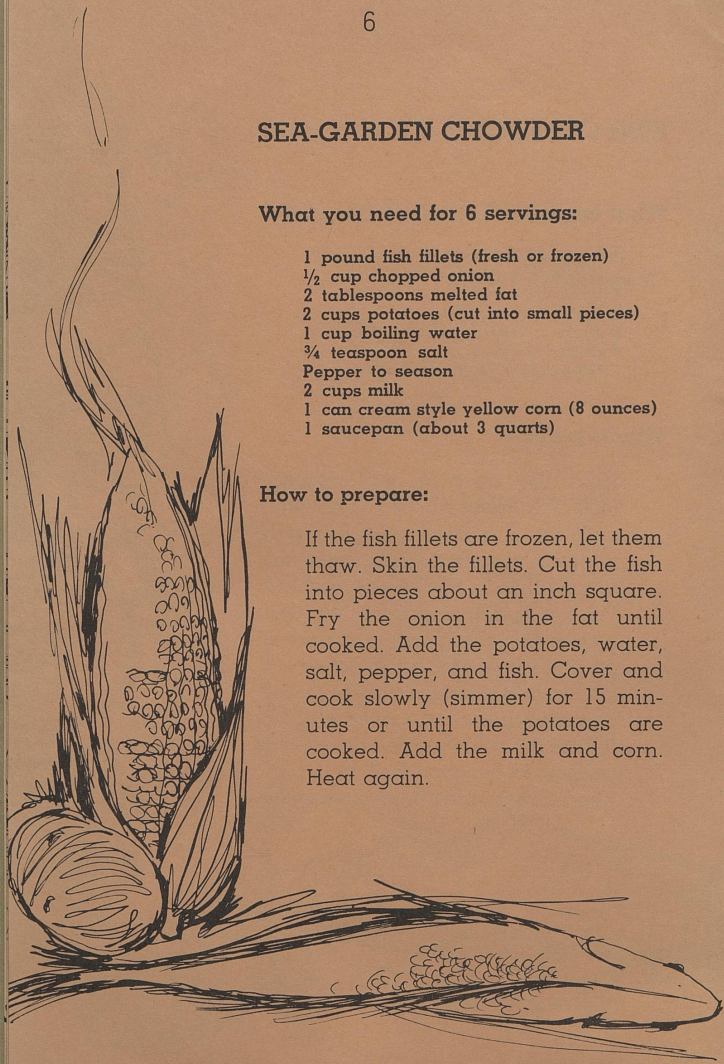 6
SEA-GARDEN CHOWDER
What you need for 6 servings:
1 pound fish fillets (fresh or frozen)
½ cup chopped onion
2 tablespoons melted fat
2 cups potatoes (cut into small pieces)
1 cup boiling water
¾ teaspoon salt
Pepper to season
2 cups milk
1 can cream style yellow corn (8 ounces)
1 saucepan (about 3 quarts)
How to prepare:
If the fish fillets are frozen, let them
thaw. Skin the fillets. Cut the fish
into pieces about an inch square.
Fry the onion in the fat until
cooked. Add the potatoes, water,
salt, pepper, and fish. Cover and
cook slowly (simmer) for 15 min-
utes or until the potatoes are
cooked. Add the milk and corn.
Heat again.